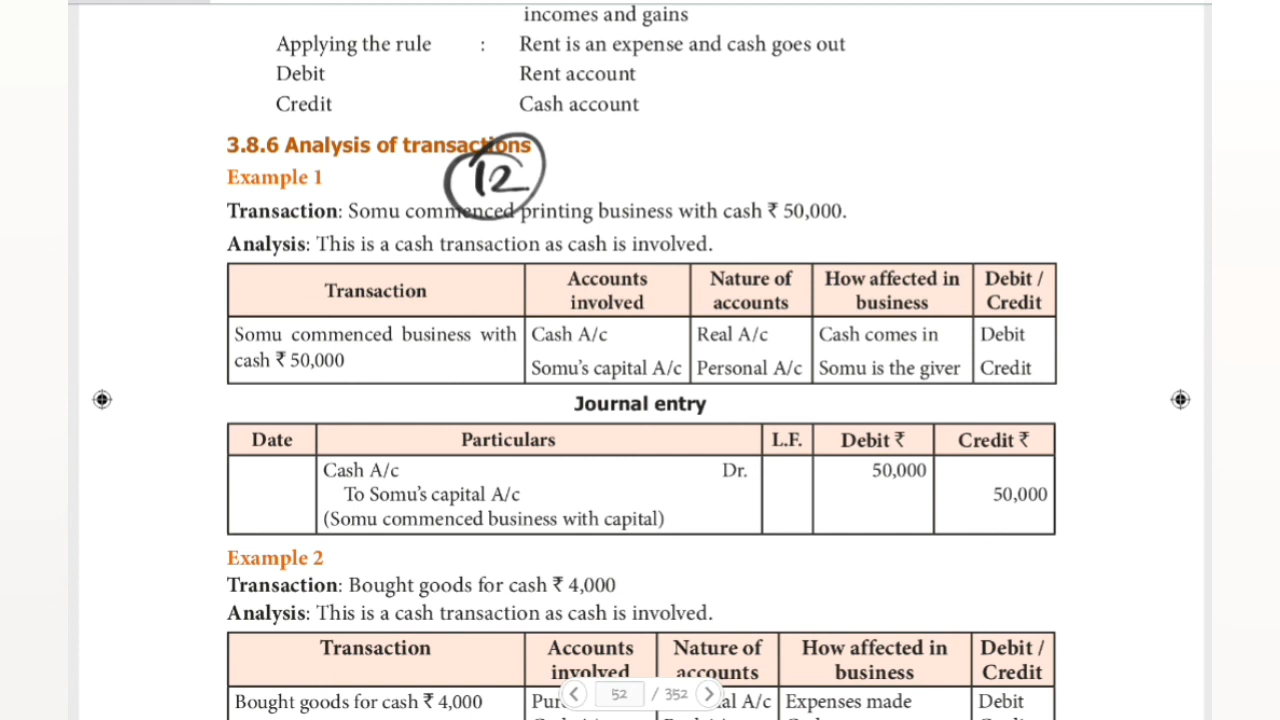 incomes and gains
Applying the rule : Rent is an expense and cash goes out
Debit Rent account
Credit Cash account
3.8.6 Analysis of transactions
12
Example 1
Transaction: Somu commenced printing business with cash ₹ 50,000.
Analysis: This is a cash transaction as cash is involved.
Transaction Accounts involved Nature of accounts How affected in business Debit / Credit
Somu commenced business with cash ₹ 50,000 Cash A/c Real A/c Cash comes in Debit
Somu's capital A/c Personal A/c Somu is the giver Credit
Journal entry
Date Particulars L.F. Debit ₹ Credit ₹
Cash A/c Dr. 50,000
To Somu's capital A/c 50,000
(Somu commenced business with capital)
Example 2
Transaction: Bought goods for cash ₹ 4,000
Analysis: This is a cash transaction as cash is involved.
Transaction Accounts involved Nature of accounts How affected in business Debit / Credit
Bought goods for cash ₹ 4,000 A/c Expenses made Debit
52 / 352